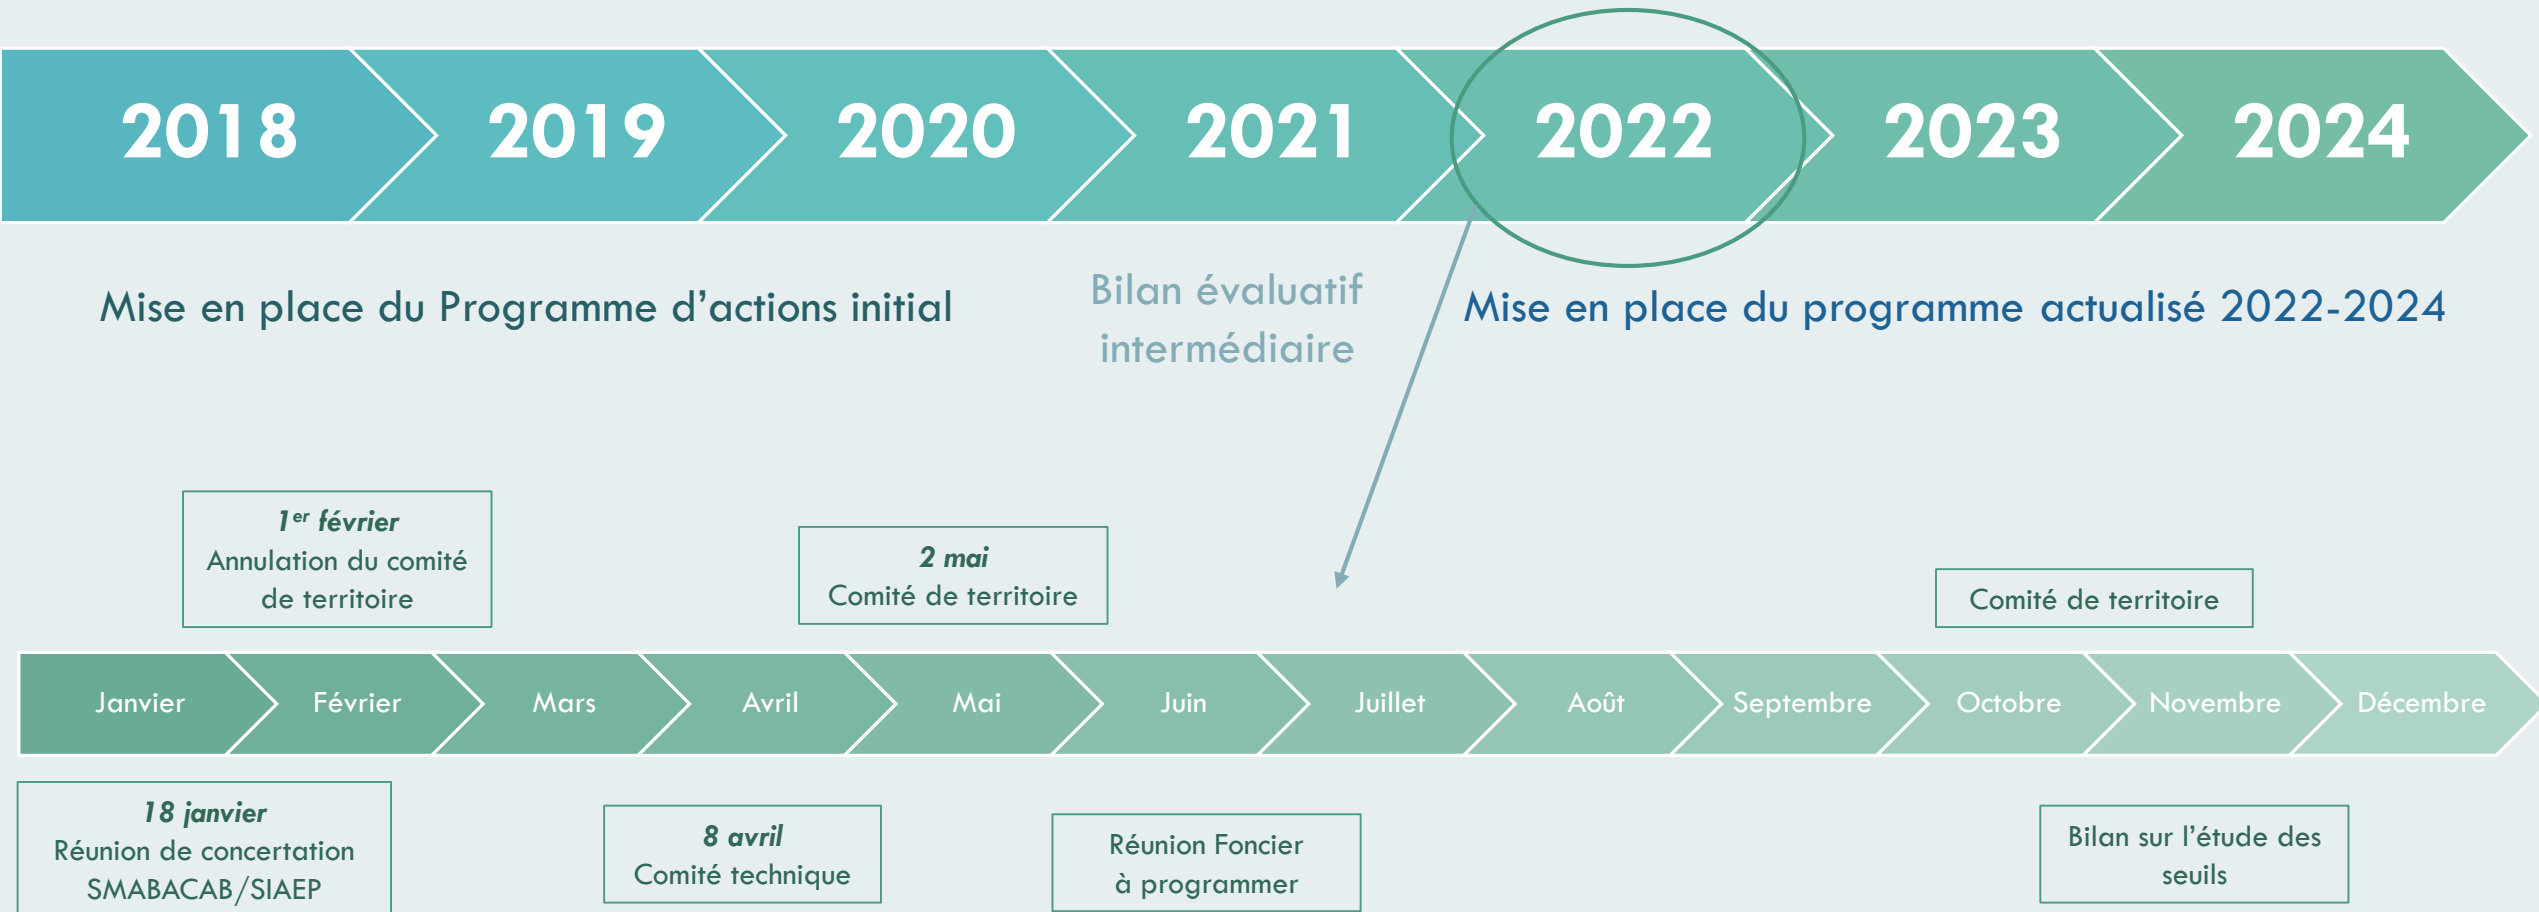 2018 2019 2020 2021 2022 2023 2024
Mise en place du Programme d’actions initial
Bilan évaluatif
intermédiaire
Mise en place du programme actualisé 2022-2024
1er février
Annulation du comité
de territoire
2 mai
Comité de territoire
Comité de territoire
Janvier Février Mars Avril Mai Juin Juillet Août Septembre Octobre Novembre Décembre
18 janvier
Réunion de concertation
SMABACAB/SIAEP
8 avril
Comité technique
Réunion Foncier
à programmer
Bilan sur l’étude des
seuils